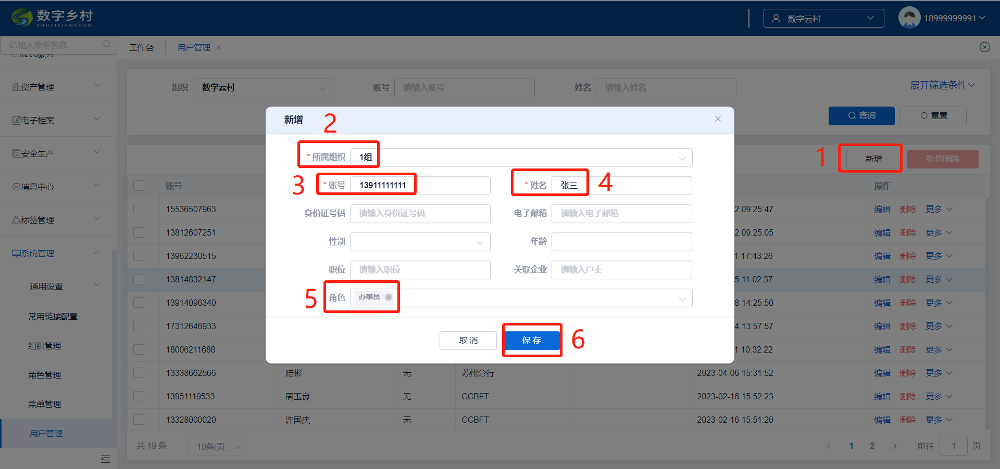 数字乡村
SHUZIXIANGCUN
数字云村
18999999991
请输入菜单名称
便民服务
资产管理
电子档案
安全生产
消息中心
标签管理
系统管理
通用设置
常用链接配置
组织管理
角色管理
菜单管理
用户管理
工作台
用户管理 ×
组织 数字云村
账号 请输入账号
姓名 请输入姓名
展开筛选条件
查询
重置
1
新增
批量删除
账号
操作
15536507963 2 09:25:47 编辑 删除 更多
13812607251 2 09:25:05 编辑 删除 更多
13962230515 1 17:43:26 编辑 删除 更多
13814832147 5 11:02:37 编辑 删除 更多
13914096340 8 14:25:50 编辑 删除 更多
17312646933 4 13:57:57 编辑 删除 更多
18006211688 1 10:32:22 编辑 删除 更多
13338662566 陆彬 无 苏州分行 2023-04-06 15:31:52 编辑 删除 更多
13951119533 周玉良 无 CCBFT 2023-02-16 15:52:23 编辑 删除 更多
13328000020 许国庆 无 CCBFT 2023-02-16 15:51:20 编辑 删除 更多
共 19 条
10条/页
1 2
前往 1 页
新增
2
* 所属组织 1组
3
* 账号 13911111111
* 姓名 张三
4
身份证号码 请输入身份证号码
电子邮箱 请输入电子邮箱
性别
年龄
职位 请输入职位
关联企业 请输入户主
5
角色 办事员
取 消
保 存
6